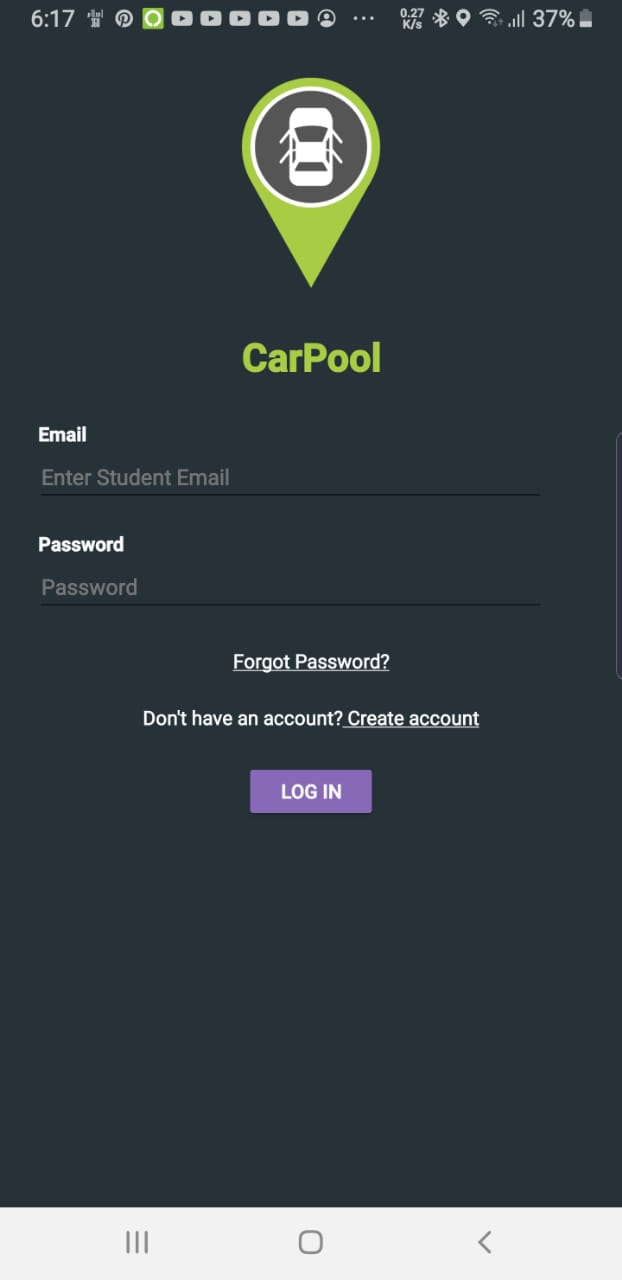 6:17 0.27 K/s 37%
CarPool
Email
Enter Student Email
Password
Password
Forgot Password?
Don't have an account? Create account
LOG IN